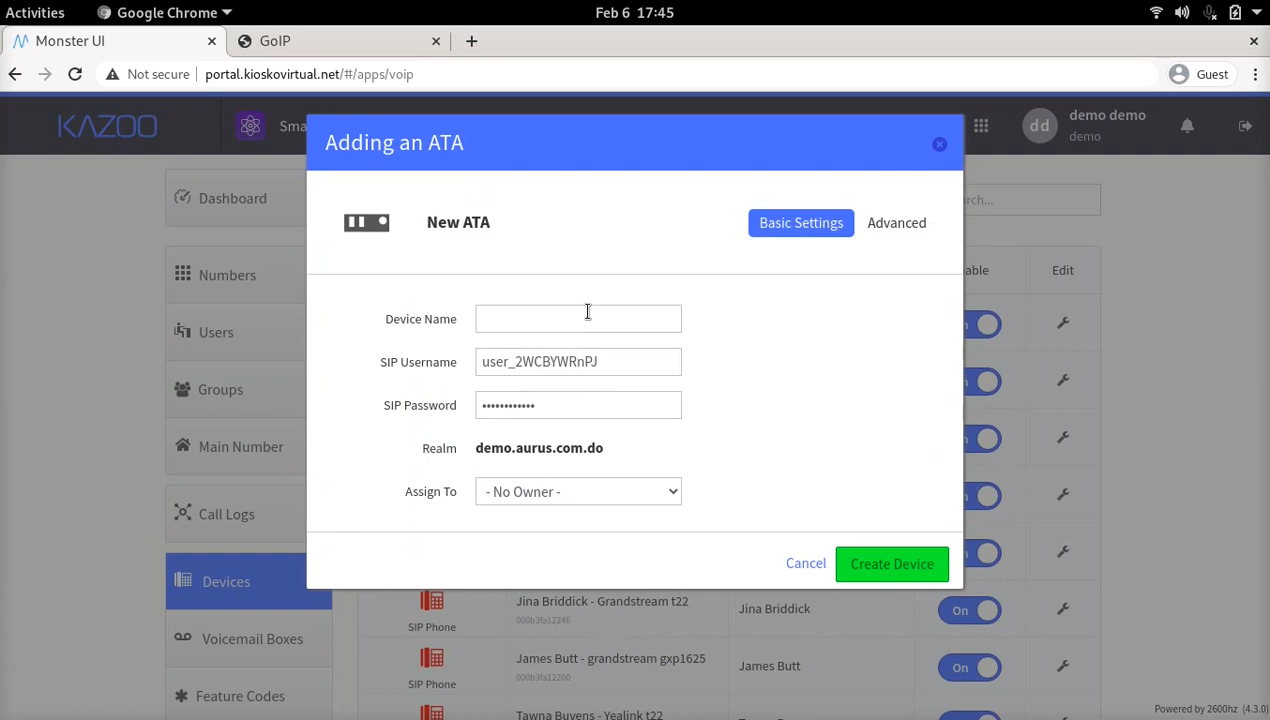 Activities
Google Chrome
Feb 6 17:45
Monster UI
GoIP
Not secure
portal.kioskovirtual.net/#/apps/voip
Guest
KAZOO
Sma
dd
demo demo
demo
Adding an ATA
New ATA
Basic Settings
Advanced
Device Name
SIP Username
user_2WCBYWRnPJ
SIP Password
Realm
demo.aurus.com.do
Assign To
- No Owner -
Cancel
Create Device
Dashboard
Numbers
Users
Groups
Main Number
Call Logs
Devices
Voicemail Boxes
Feature Codes
rch...
able
Edit
SIP Phone
Jina Briddick - Grandstream t22
000b3fa12246
Jina Briddick
On
SIP Phone
James Butt - grandstream gxp1625
000b3fa12200
James Butt
On
Tawna Buvens - Yealink t22
Powered by 2600hz (4.3.0)